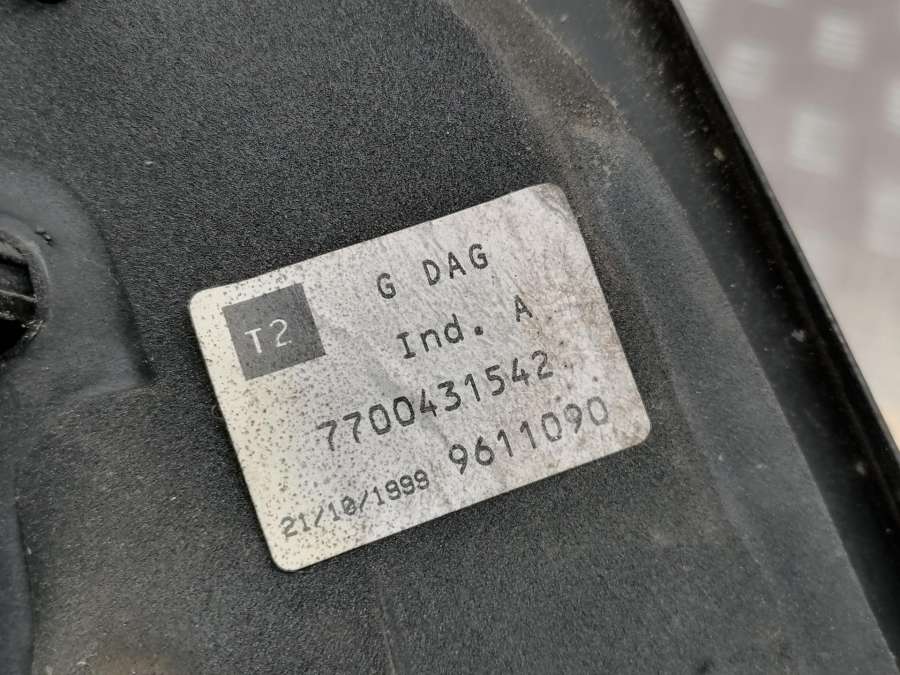 G DAG
T2
Ind. A
7700431542
9611090
21/10/1999